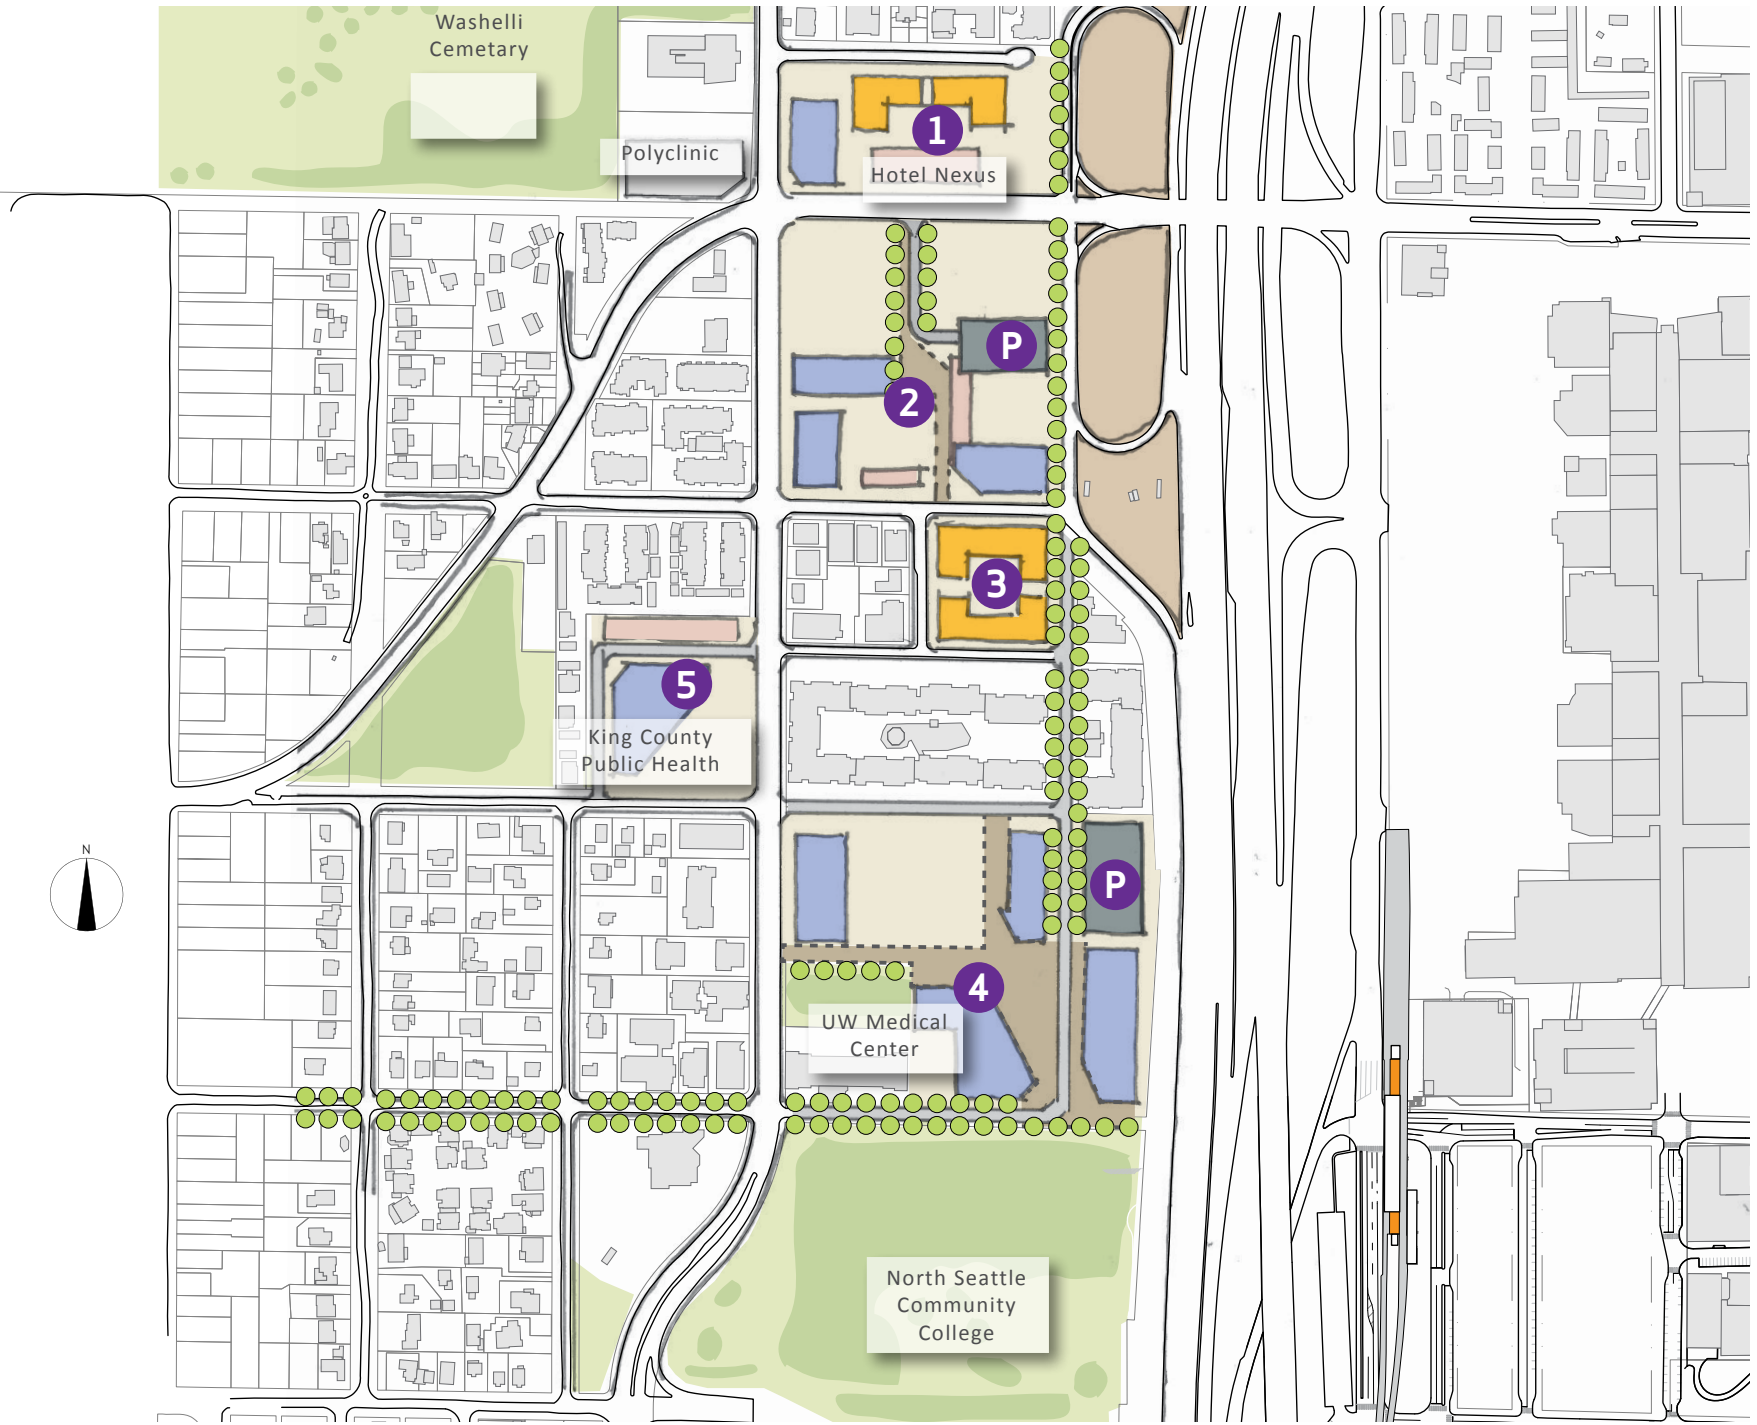 Washelli
Cemetary
Polyclinic
1
Hotel Nexus
P
2
3
5
King County
Public Health
N
P
4
UW Medical
Center
North Seattle
Community
College